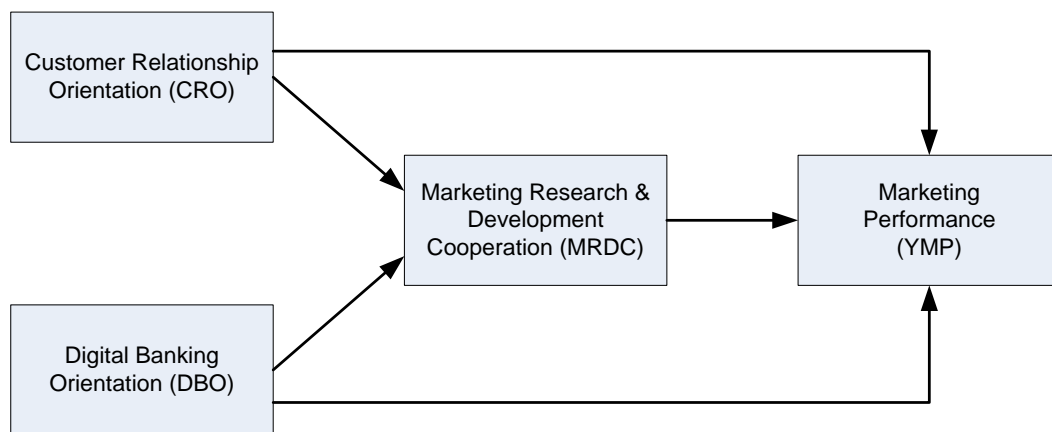 Customer Relationship
Orientation (CRO)
Marketing Research &
Development
Cooperation (MRDC)
Marketing
Performance
(YMP)
Digital Banking
Orientation (DBO)